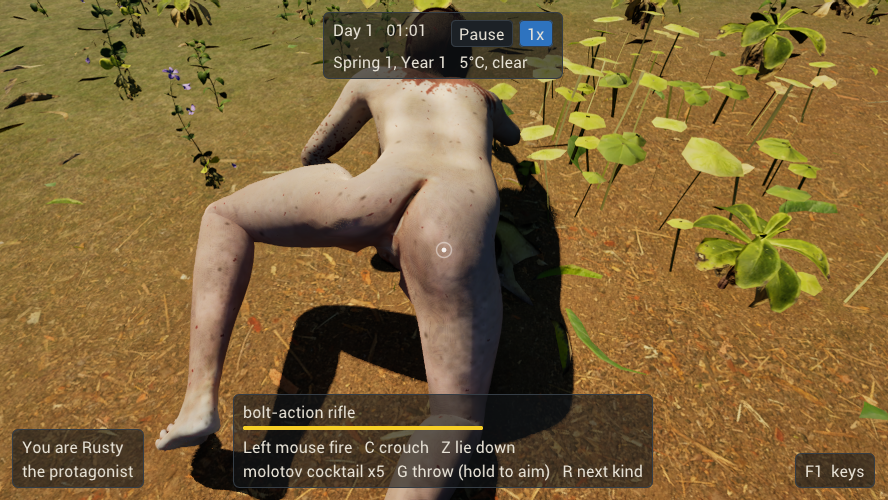 Day 1 01:01 Pause 1x
Spring 1, Year 1 5°C, clear
bolt-action rifle
Left mouse fire C crouch Z lie down
molotov cocktail x5 G throw (hold to aim) R next kind
You are Rusty
the protagonist
F1 keys